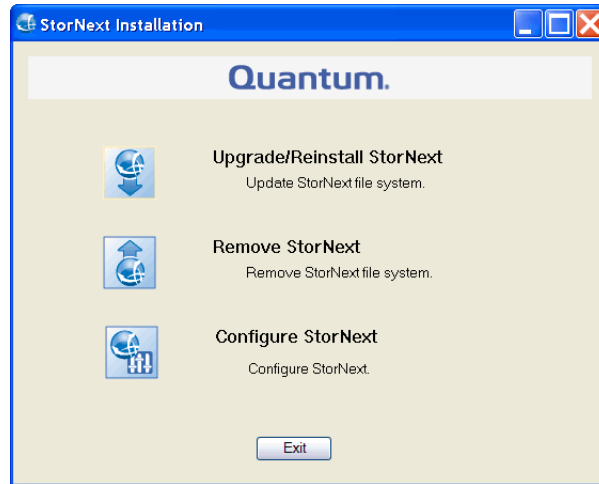 StorNext Installation
Quantum.
Upgrade/Reinstall StorNext
Update StorNext file system.
Remove StorNext
Remove StorNext file system.
Configure StorNext
Configure StorNext.
Exit